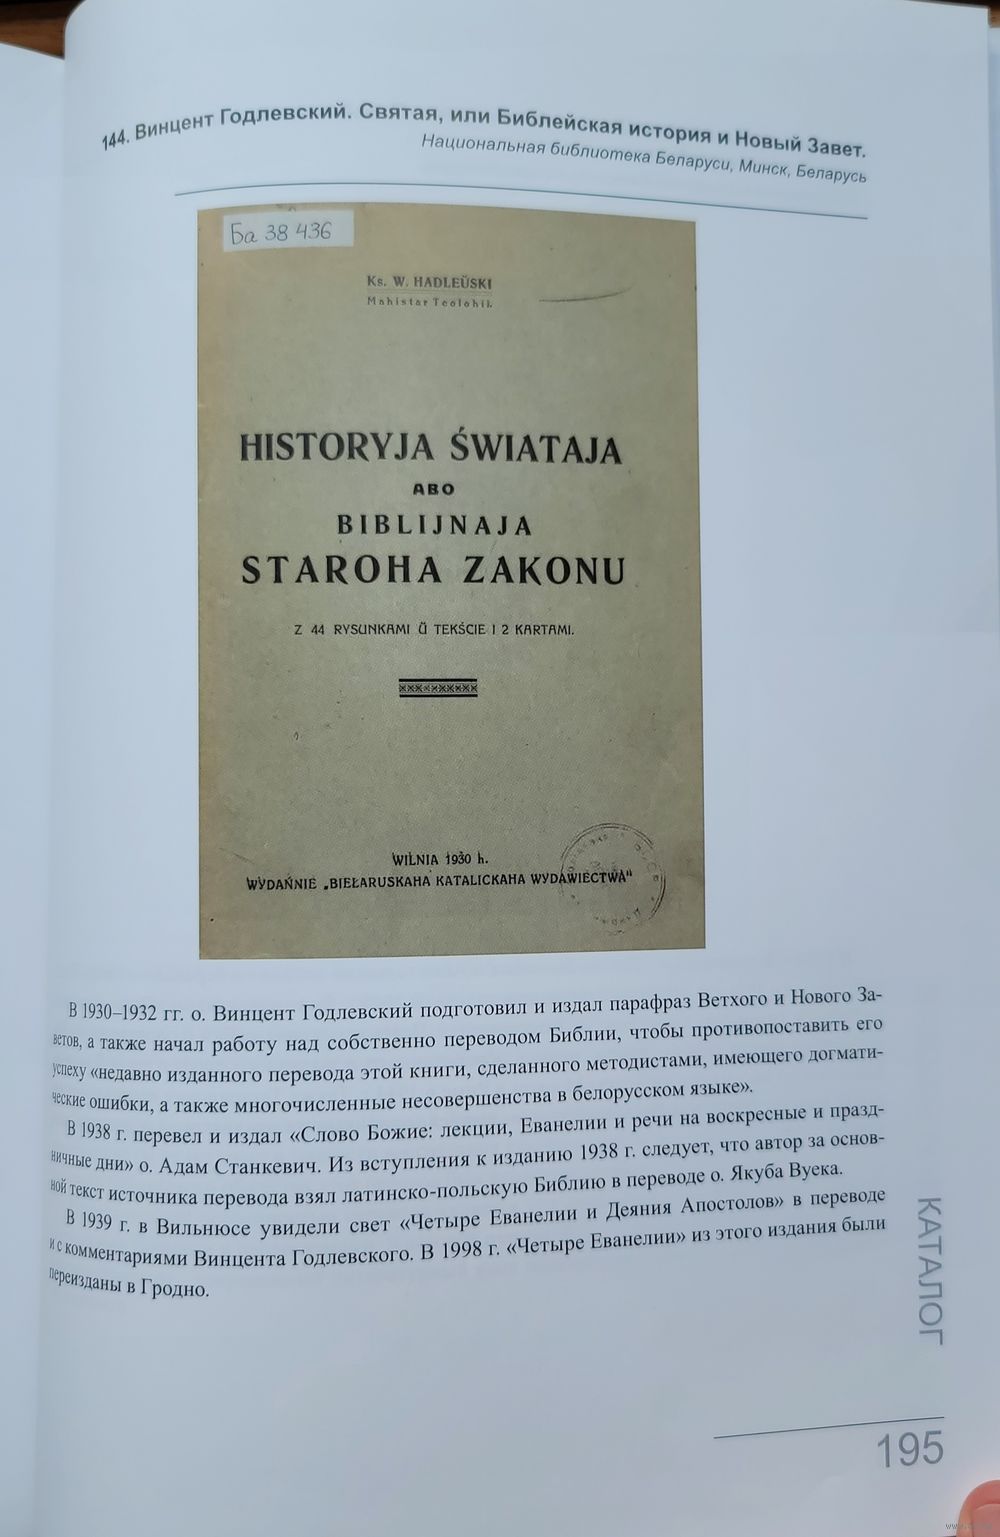 144. Винцент Годлевский. Святая, или Библейская история и Новый Завет.
Национальная библиотека Беларуси, Минск, Беларусь
Ба 38 436
Ks. W. HADLEŬSKI
Mahistar Teolohii.
HISTORYJA ŚWIATAJA
ABO
BIBLIJNAJA
STAROHA ZAKONU
Z 44 RYSUNKAMI Ŭ TEKŚCIE I 2 KARTAMI.
WILNIA 1930 h.
WYDAŃNIE „BIEŁARUSKAHA KATALICKAHA WYDAWIECTWA"
В 1930–1932 гг. о. Винцент Годлевский подготовил и издал парафраз Ветхого и Нового За-
ветов, а также начал работу над собственно переводом Библии, чтобы противопоставить его
успеху «недавно изданного перевода этой книги, сделанного методистами, имеющего догмати-
ческие ошибки, а также многочисленные несовершенства в белорусском языке».
В 1938 г. перевел и издал «Слово Божие: лекции, Еванелии и речи на воскресные и празд-
ничные дни» о. Адам Станкевич. Из вступления к изданию 1938 г. следует, что автор за основ-
ной текст источника перевода взял латинско-польскую Библию в переводе о. Якуба Вуека.
В 1939 г. в Вильнюсе увидели свет «Четыре Еванелии и Деяния Апостолов» в переводе
и с комментариями Винцента Годлевского. В 1998 г. «Четыре Еванелии» из этого издания были
переизданы в Гродно.
КАТАЛОГ
195